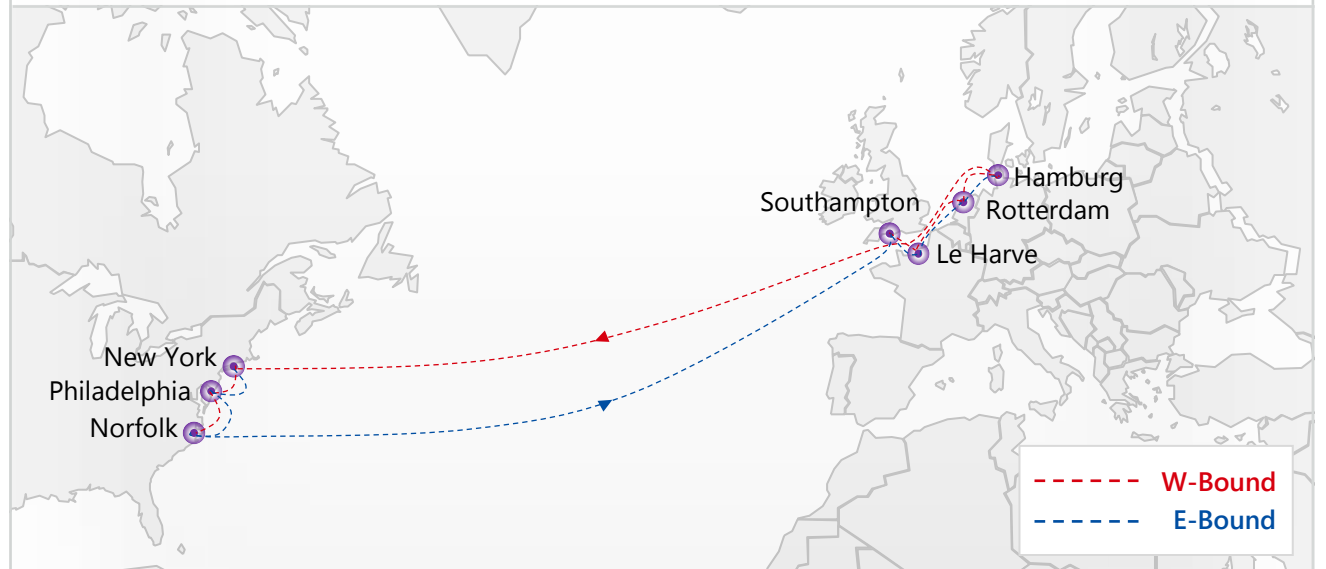 Hamburg
Southampton
Rotterdam
Le Harve
New York
Philadelphia
Norfolk
W-Bound
E-Bound